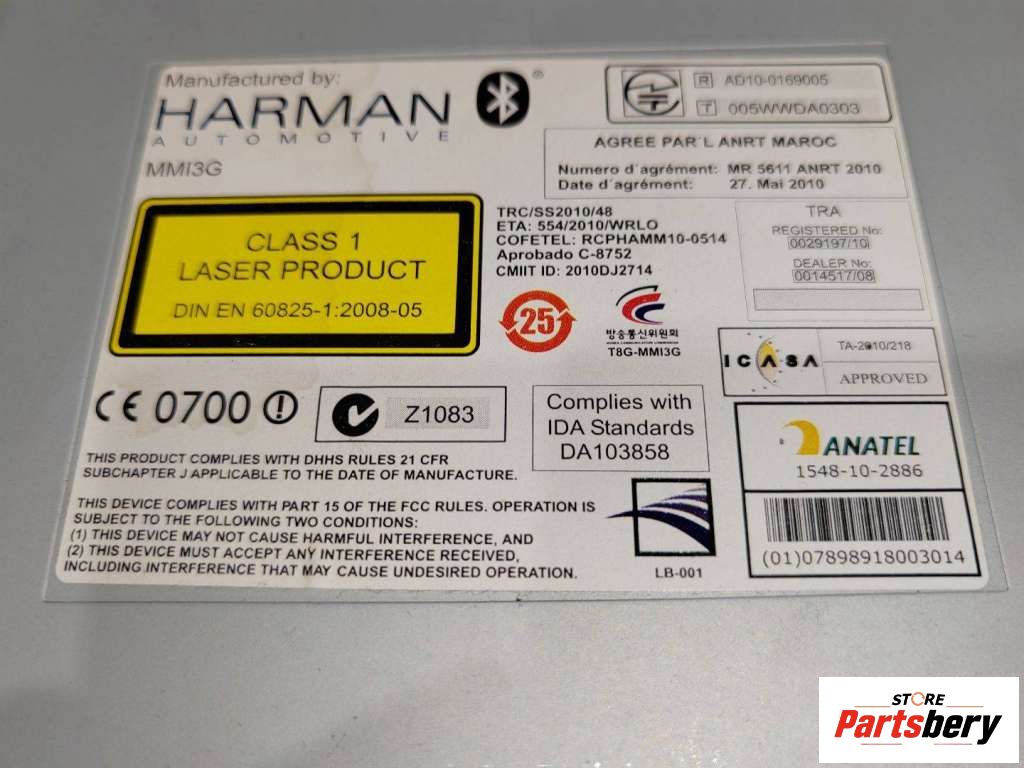 Manufactured by:
HARMAN
AUTOMOTIVE
MMI3G
®
R AD10-0169005
T 005WWDA0303
AGREE PAR´L ANRT MAROC
Numero d´agrément: MR 5611 ANRT 2010
Date d´agrément: 27. Mai 2010
CLASS 1
LASER PRODUCT
DIN EN 60825-1:2008-05
TRC/SS2010/48
ETA: 554/2010/WRLO
COFETEL: RCPHAMM10-0514
Aprobado C-8752
CMIIT ID: 2010DJ2714
TRA
REGISTERED No:
0029197/10
DEALER No:
0014517/08
25
방송통신위원회
T8G-MMI3G
ICASA
TA-2010/218
APPROVED
CE 0700
Z1083
Complies with
IDA Standards
DA103858
ANATEL
1548-10-2886
(01)07898918003014
THIS PRODUCT COMPLIES WITH DHHS RULES 21 CFR
SUBCHAPTER J APPLICABLE TO THE DATE OF MANUFACTURE.
THIS DEVICE COMPLIES WITH PART 15 OF THE FCC RULES. OPERATION IS
SUBJECT TO THE FOLLOWING TWO CONDITIONS:
(1) THIS DEVICE MAY NOT CAUSE HARMFUL INTERFERENCE, AND
(2) THIS DEVICE MUST ACCEPT ANY INTERFERENCE RECEIVED,
INCLUDING INTERFERENCE THAT MAY CAUSE UNDESIRED OPERATION.
LB-001
STORE
Partsbery